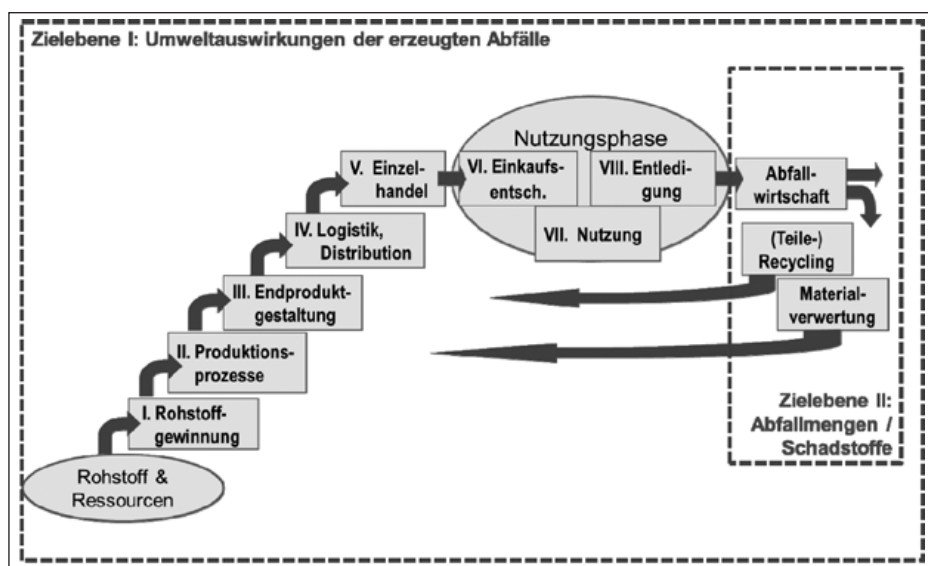 Zielebene I: Umweltauswirkungen der erzeugten Abfälle
Nutzungsphase
V. Einzel-
handel
VI. Einkaufs-
entsch.
VIII. Entledi-
gung
Abfall-
wirtschaft
IV. Logistik,
Distribution
VII. Nutzung
(Teile-)
Recycling
III. Endprodukt-
gestaltung
Material-
verwertung
II. Produktions-
prozesse
I. Rohstoff-
gewinnung
Zielebene II:
Abfallmengen /
Schadstoffe
Rohstoff &
Ressourcen